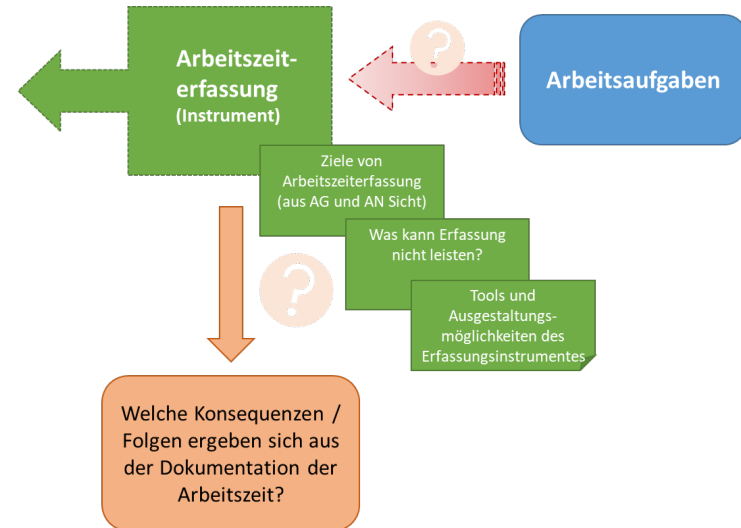 Arbeitszeit-
erfassung
(Instrument)
?
Arbeitsaufgaben
Ziele von
Arbeitszeiterfassung
(aus AG und AN Sicht)
Was kann Erfassung
nicht leisten?
?
Tools und
Ausgestaltungs-
möglichkeiten des
Erfassungsinstrumentes
Welche Konsequenzen /
Folgen ergeben sich aus
der Dokumentation der
Arbeitszeit?